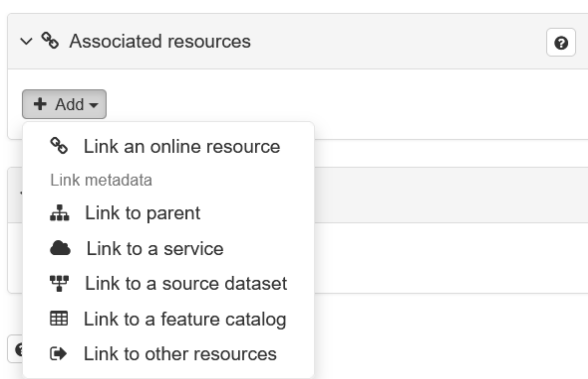 Associated resources
Add
Link an online resource
Link metadata
Link to parent
Link to a service
Link to a source dataset
Link to a feature catalog
Link to other resources